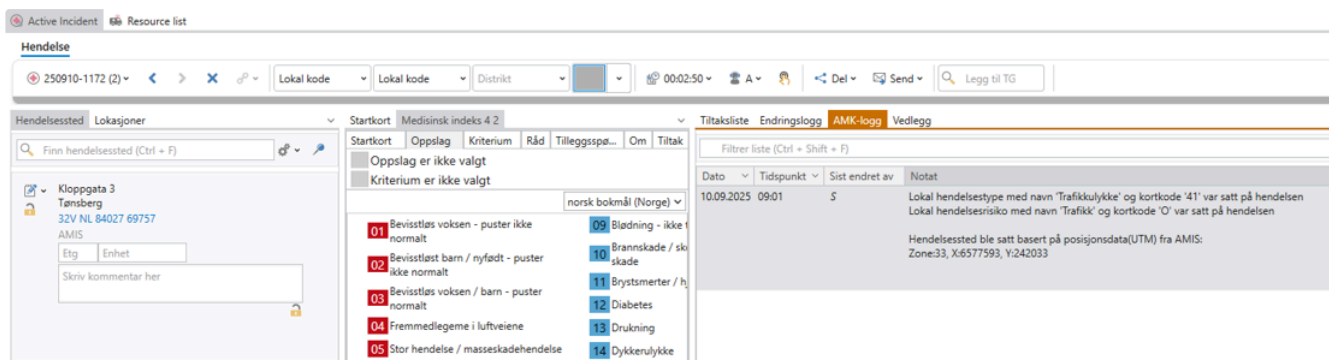 Active Incident Resource list
Hendelse
250910-1172 (2) Lokal kode Lokal kode Distrikt 00:02:50 A Del Send Legg til TG
Hendelsessted Lokasjoner
Finn hendelsessted (Ctrl + F)
Kloppgata 3
Tønsberg
32V NL 84027 69757
AMIS
Etg Enhet
Skriv kommentar her
Startkort Medisinsk indeks 4 2
Startkort Oppslag Kriterium Råd Tilleggsspø... Om Tiltak
Oppslag er ikke valgt
Kriterium er ikke valgt
norsk bokmål (Norge)
01 Bevisstløs voksen - puster ikke
normalt
02 Bevisstløst barn / nyfødt - puster
ikke normalt
03 Bevisstløs voksen / barn - puster
normalt
04 Fremmedlegeme i luftveiene
05 Stor hendelse / masseskadehendelse
09 Blødning - ikke
10 Brannskade /
skade
11 Brystsmerter /
12 Diabetes
13 Drukning
14 Dykkerulykke
Tiltaksliste Endringslogg AMK-logg Vedlegg
Filtrer liste (Ctrl + Shift + F)
Dato Tidspunkt Sist endret av Notat
10.09.2025 09:01 S Lokal hendelsestype med navn 'Trafikkulykke' og kortkode '41' var satt på hendelsen
Lokal hendelsesrisiko med navn 'Trafikk' og kortkode 'O' var satt på hendelsen
Hendelsessted ble satt basert på posisjonsdata(UTM) fra AMIS:
Zone:33, X:6577593, Y:242033